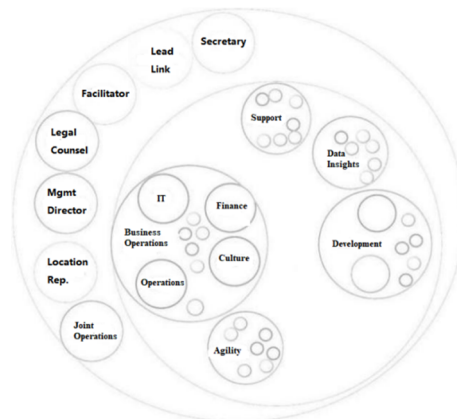 Secretary
Lead
Link
Facilitator
Legal
Counsel
Mgmt
Director
Location
Rep.
Joint
Operations
Support
Data
Insights
IT
Finance
Business
Operations
Culture
Operations
Development
Agility